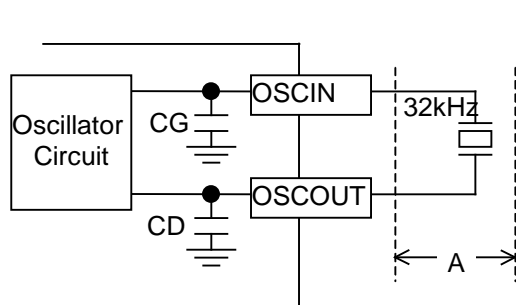 OSCIN
32kHz
CG
Oscillator
Circuit
OSCOUT
CD
A